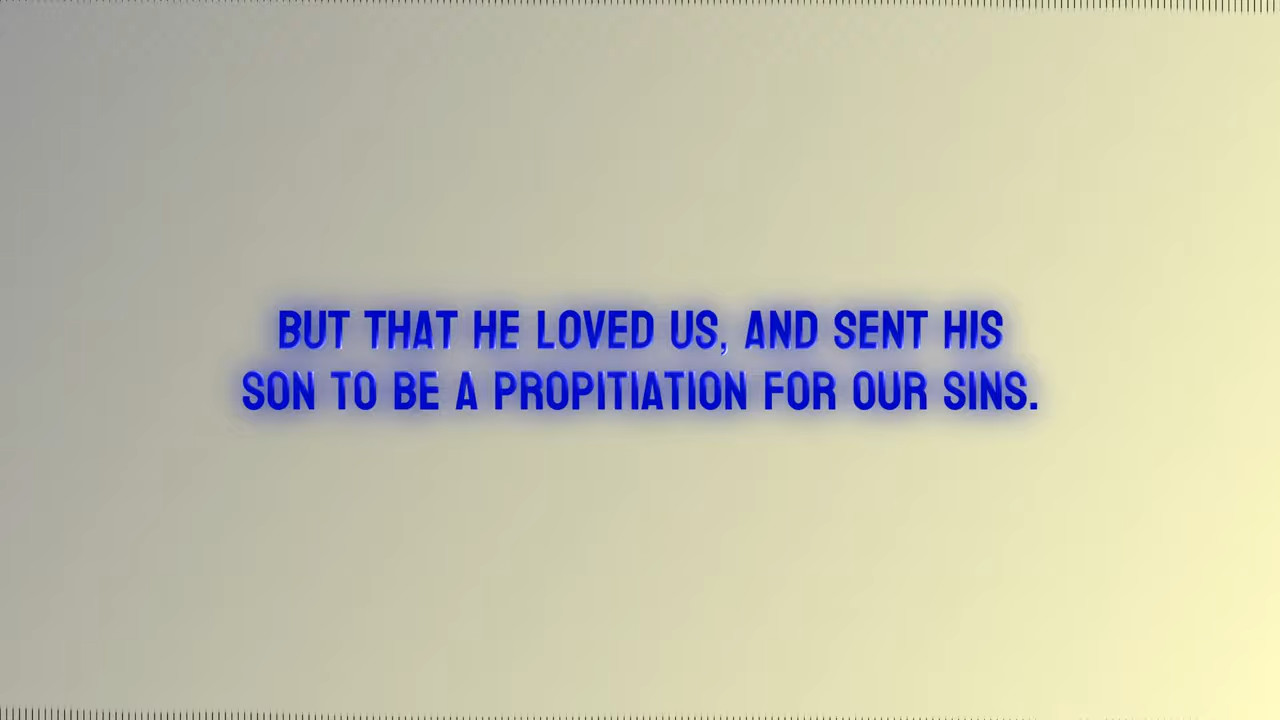 BUT THAT HE LOVED US, AND SENT HIS
SON TO BE A PROPITIATION FOR OUR SINS.